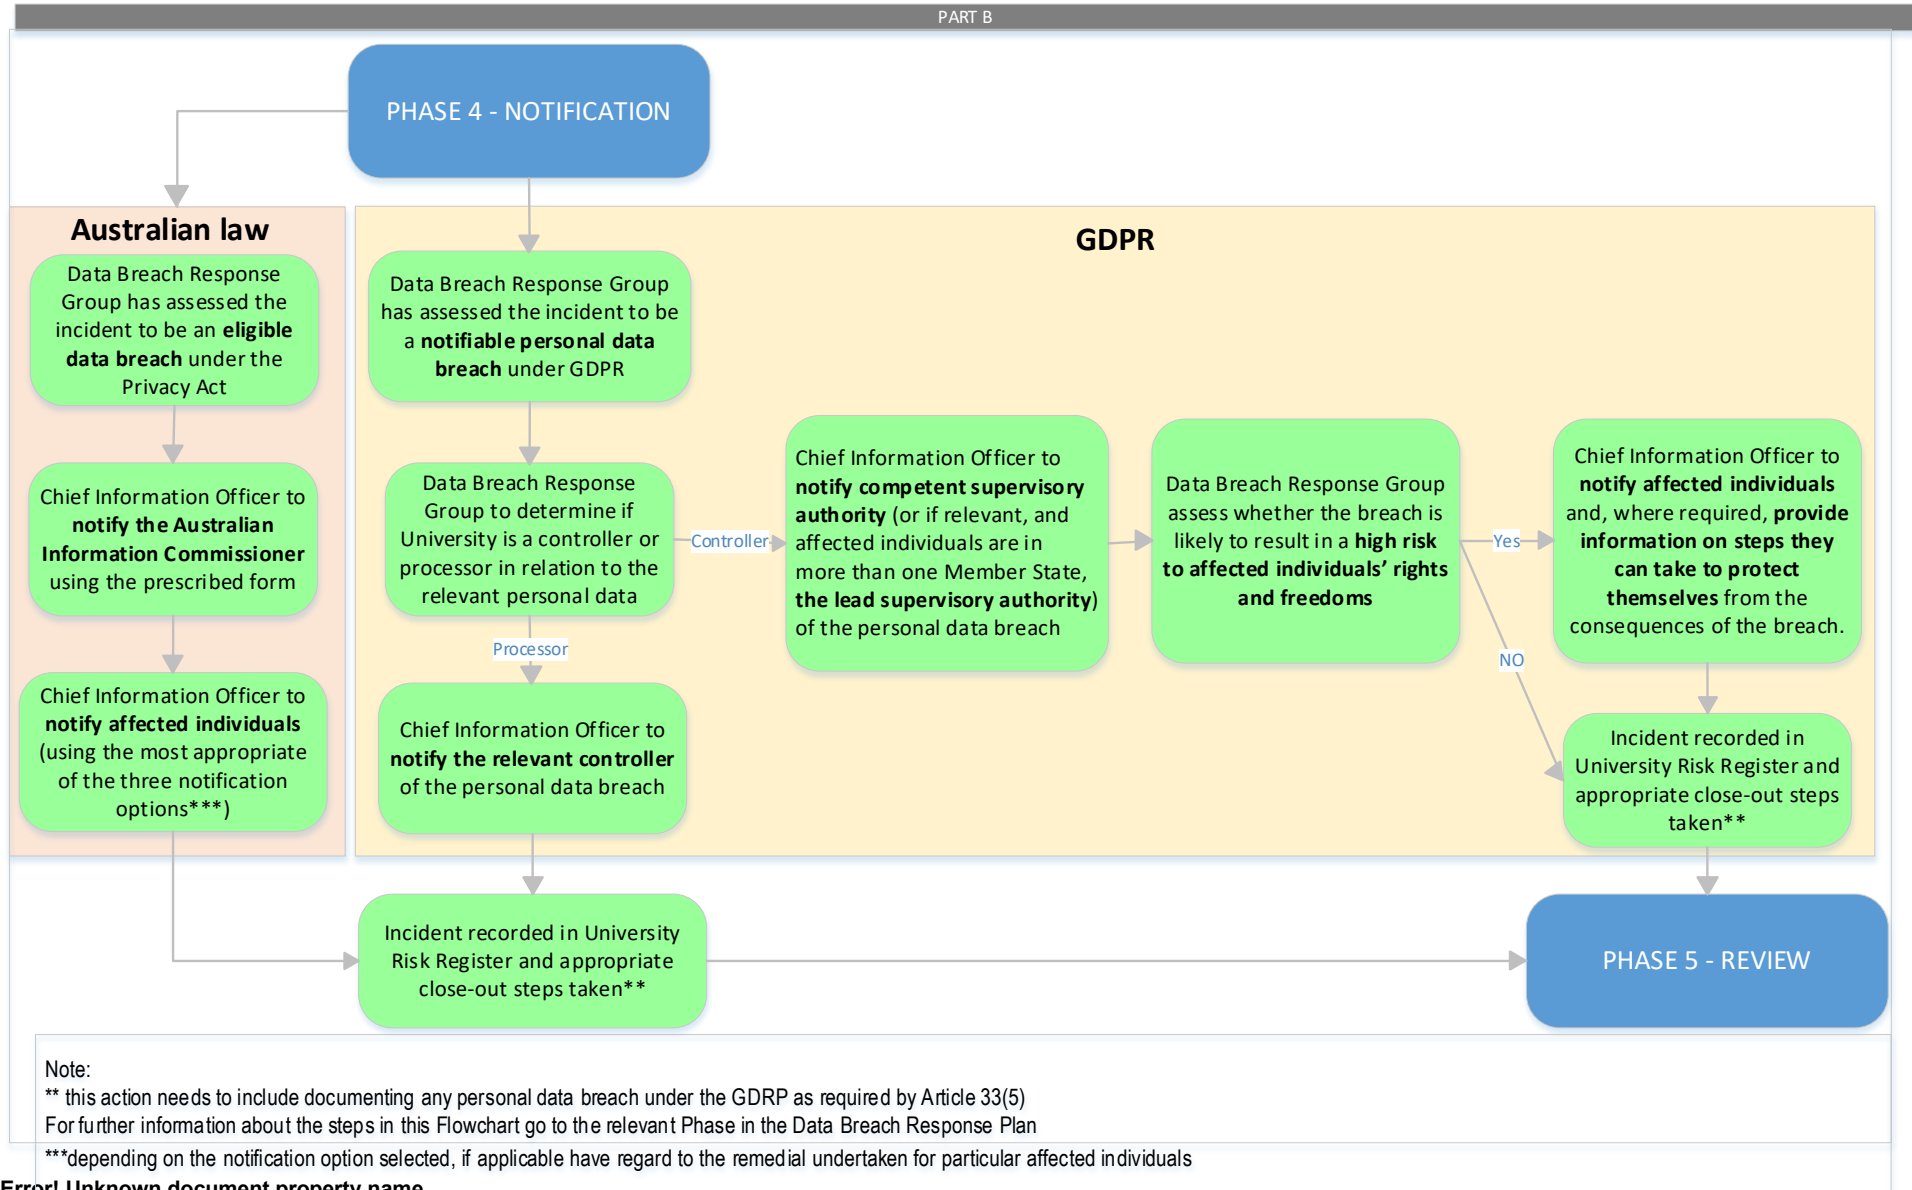 PART B
PHASE 4 - NOTIFICATION
Australian law
Data Breach Response
Group has assessed the
incident to be an eligible
data breach under the
Privacy Act
Chief Information Officer to
notify the Australian
Information Commissioner
using the prescribed form
Chief Information Officer to
notify affected individuals
(using the most appropriate
of the three notification
options***)
GDPR
Data Breach Response Group
has assessed the incident to be
a notifiable personal data
breach under GDPR
Data Breach Response
Group to determine if
University is a controller or
processor in relation to the
relevant personal data
Controller
Processor
Chief Information Officer to
notify the relevant controller
of the personal data breach
Chief Information Officer to
notify competent supervisory
authority (or if relevant, and
affected individuals are in
more than one Member State,
the lead supervisory authority)
of the personal data breach
Data Breach Response Group
assess whether the breach is
likely to result in a high risk
to affected individuals’ rights
and freedoms
Yes
NO
Chief Information Officer to
notify affected individuals
and, where required, provide
information on steps they
can take to protect
themselves from the
consequences of the breach.
Incident recorded in
University Risk Register and
appropriate close-out steps
taken**
Incident recorded in University
Risk Register and appropriate
close-out steps taken**
PHASE 5 - REVIEW
Note:
** this action needs to include documenting any personal data breach under the GDRP as required by Article 33(5)
For further information about the steps in this Flowchart go to the relevant Phase in the Data Breach Response Plan
***depending on the notification option selected, if applicable have regard to the remedial undertaken for particular affected individuals
Error! Unknown document property name